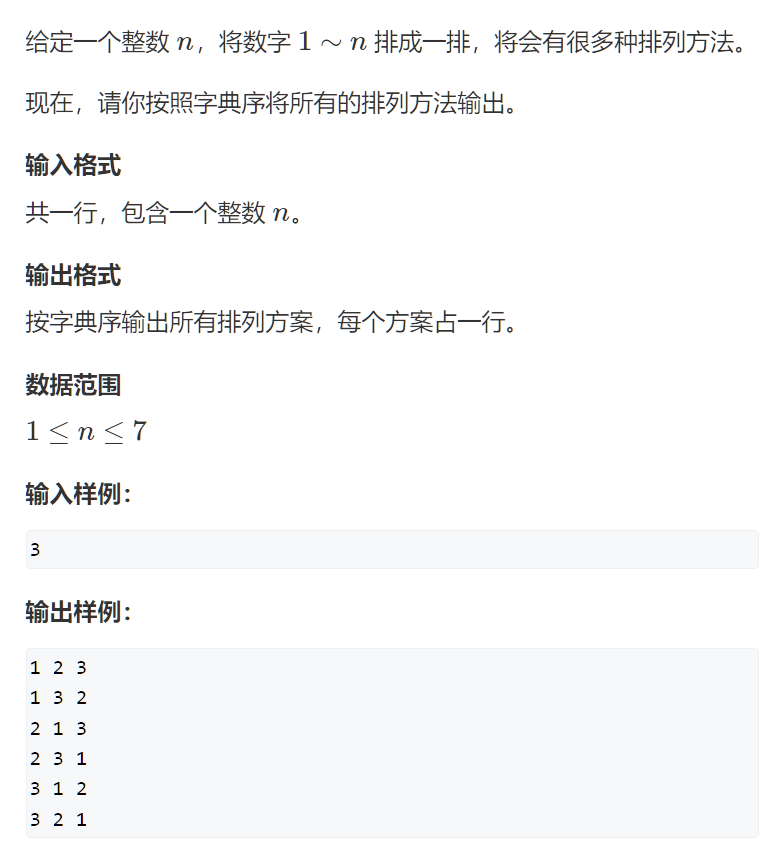 给定一个整数 n，将数字 1 ∼ n 排成一排，将会有很多种排列方法。
现在，请你按照字典序将所有的排列方法输出。
输入格式
共一行，包含一个整数 n。
输出格式
按字典序输出所有排列方案，每个方案占一行。
数据范围
1 ≤ n ≤ 7
输入样例：
3
输出样例：
1 2 3
1 3 2
2 1 3
2 3 1
3 1 2
3 2 1